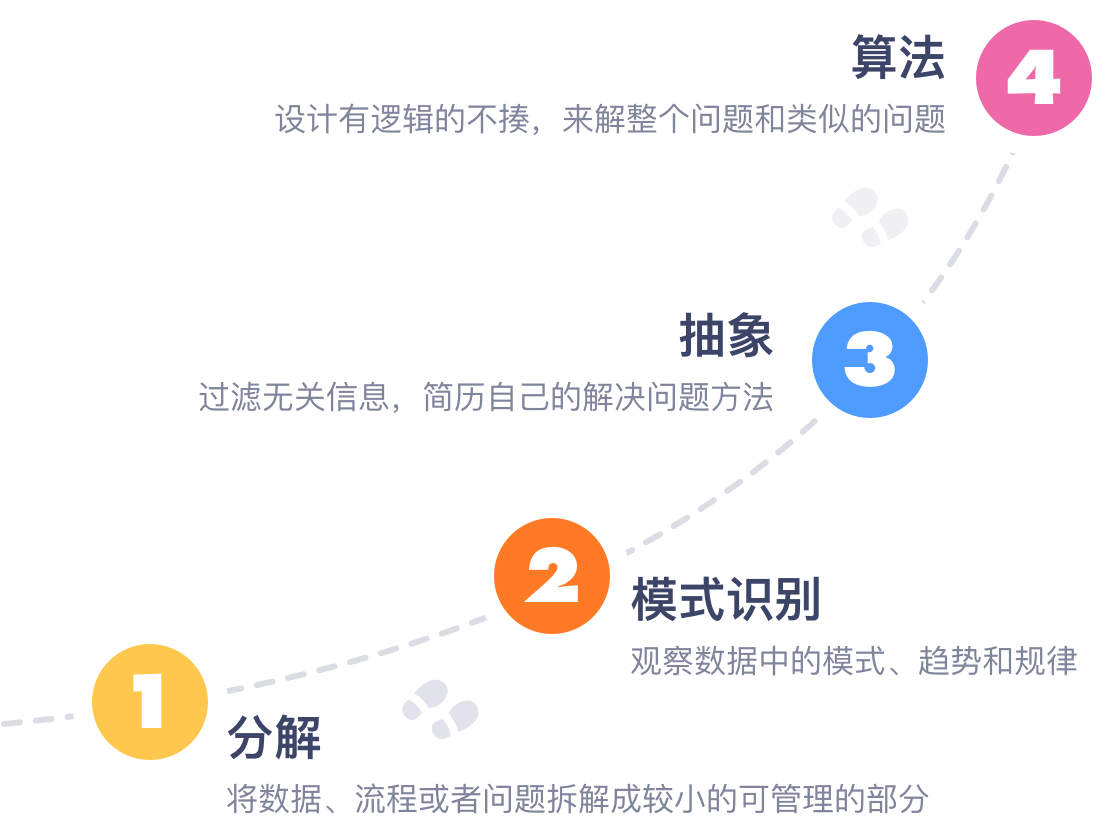 算法
4
设计有逻辑的不揍，来解整个问题和类似的问题
抽象
3
过滤无关信息，简历自己的解决问题方法
2
模式识别
观察数据中的模式、趋势和规律
1
分解
将数据、流程或者问题拆解成较小的可管理的部分